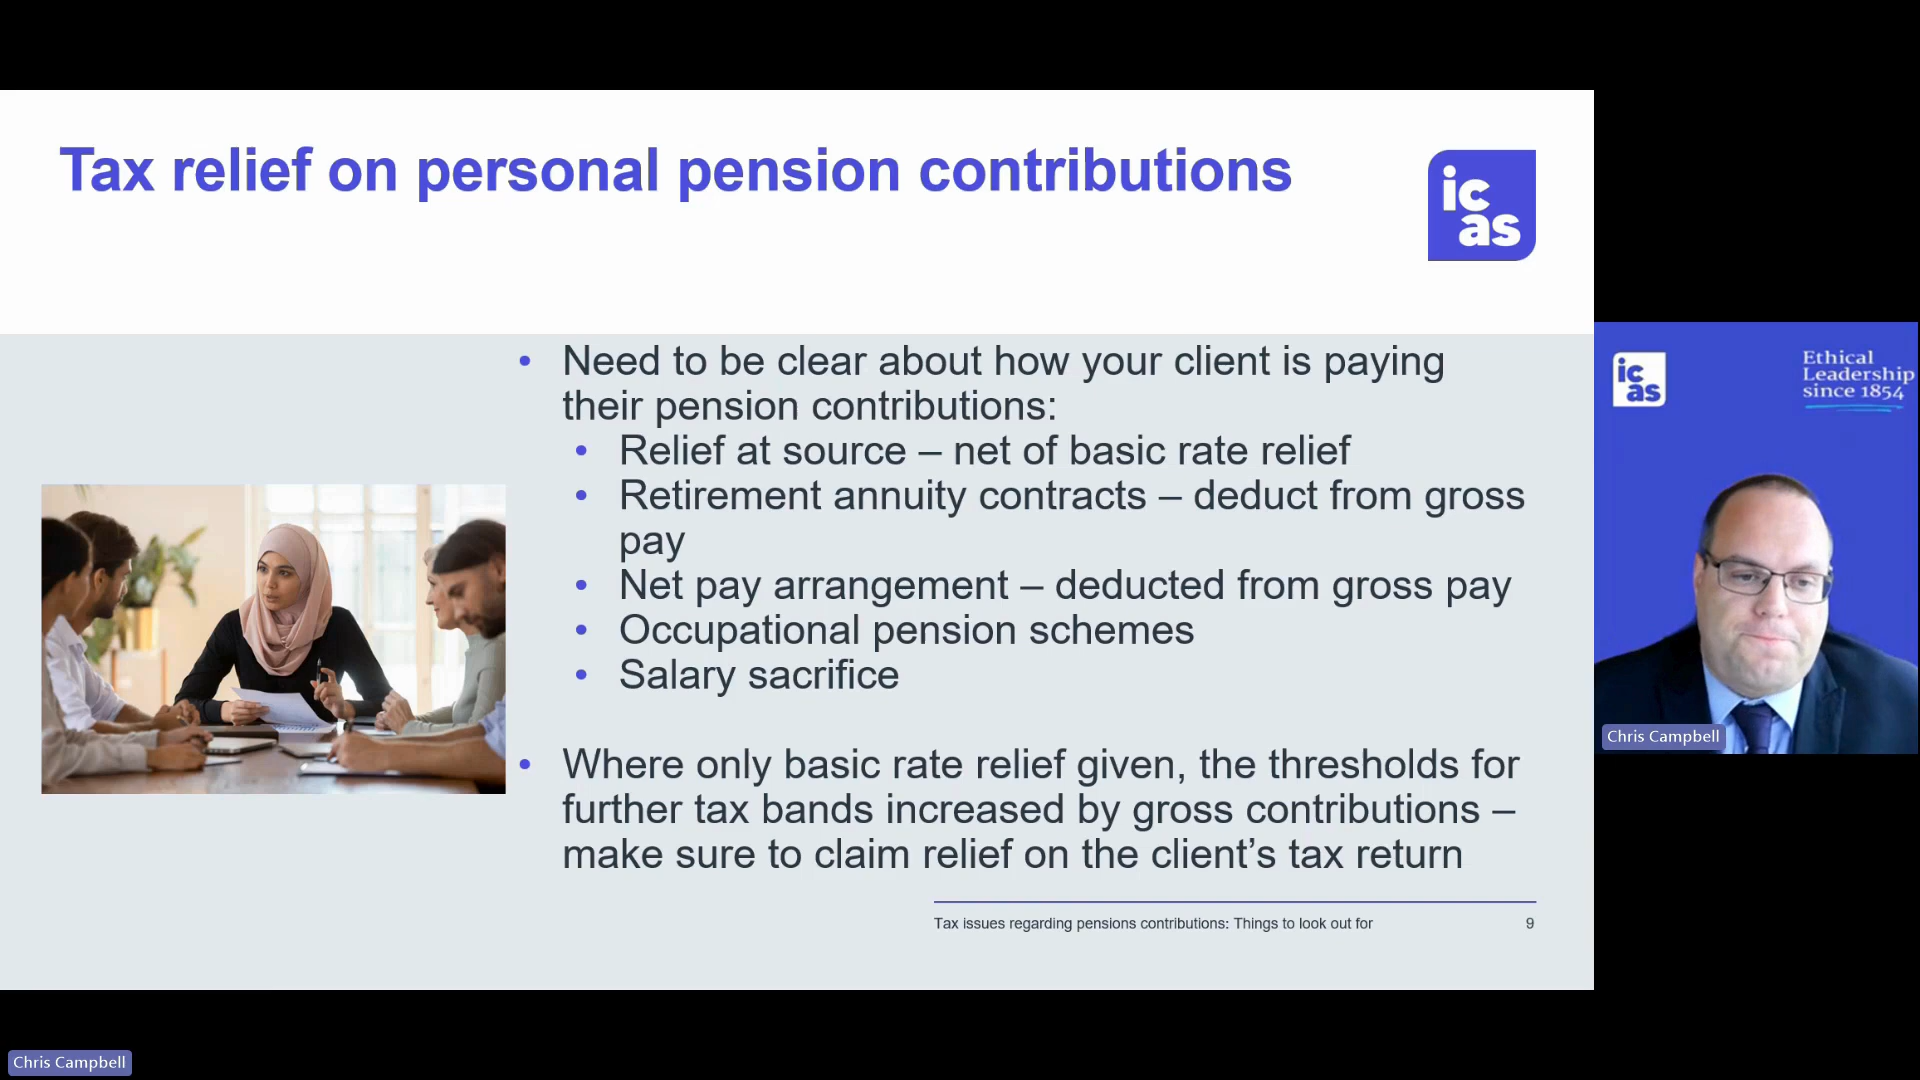 Tax relief on personal pension contributions
ic
as
• Need to be clear about how your client is paying
their pension contributions:
• Relief at source – net of basic rate relief
• Retirement annuity contracts – deduct from gross
pay
• Net pay arrangement – deducted from gross pay
• Occupational pension schemes
• Salary sacrifice
• Where only basic rate relief given, the thresholds for
further tax bands increased by gross contributions –
make sure to claim relief on the client’s tax return
Tax issues regarding pensions contributions: Things to look out for
9
ic
as
Ethical
Leadership
since 1854
Chris Campbell
Chris Campbell